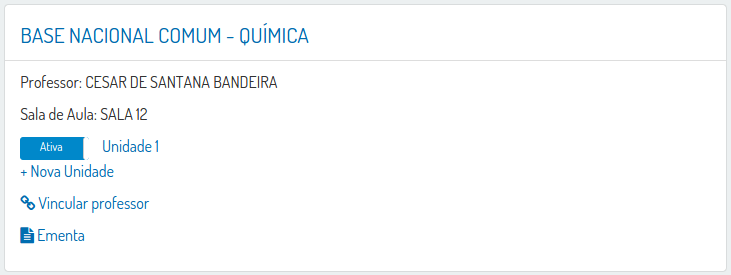 BASE NACIONAL COMUM - QUÍMICA
Professor: CESAR DE SANTANA BANDEIRA
Sala de Aula: SALA 12
Ativa Unidade 1
+ Nova Unidade
Vincular professor
Ementa